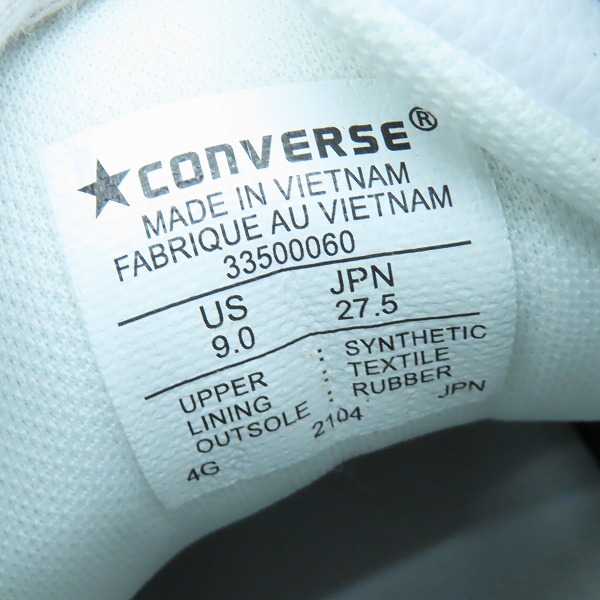 ★CONVERSE®
MADE IN VIETNAM
FABRIQUE AU VIETNAM
33500060
US JPN
9.0 27.5
UPPER : SYNTHETIC
LINING : TEXTILE
OUTSOLE : RUBBER
4G 2104 JPN